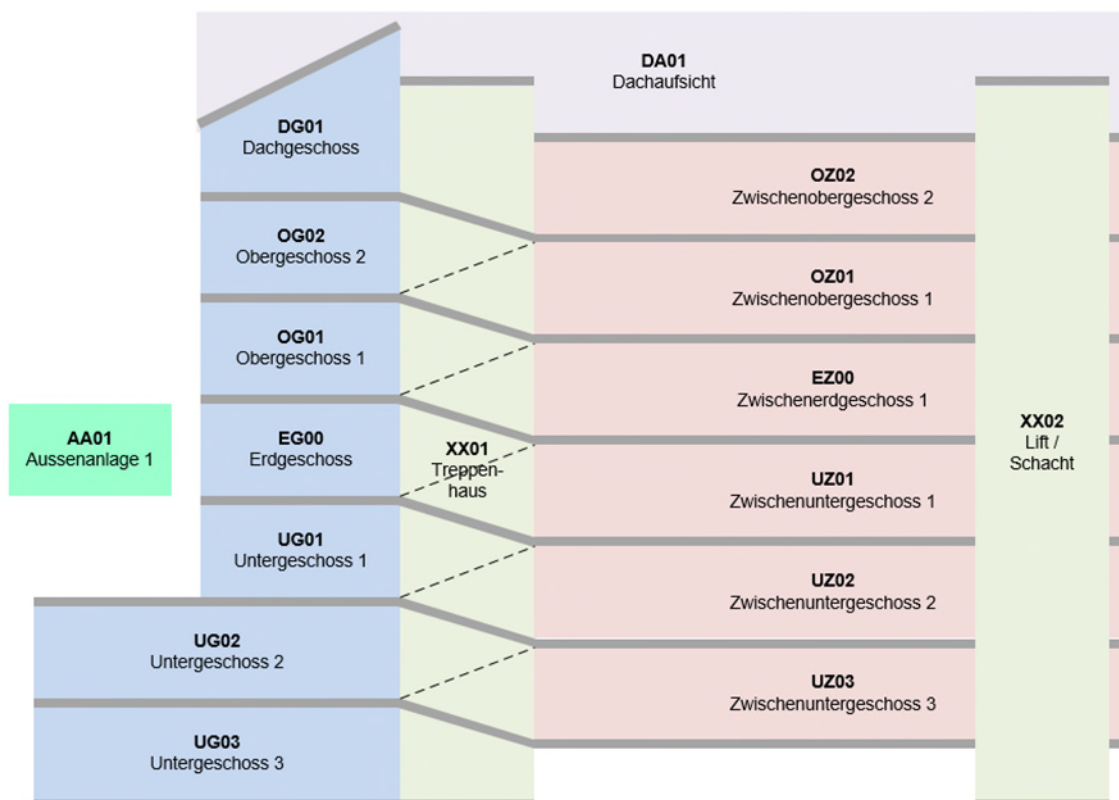 DA01
Dachaufsicht
DG01
Dachgeschoss
OZ02
Zwischenobergeschoss 2
OG02
Obergeschoss 2
OZ01
Zwischenobergeschoss 1
OG01
Obergeschoss 1
EZ00
Zwischenerdgeschoss 1
AA01
Aussenanlage 1
EG00
Erdgeschoss
XX01
Treppen-
haus
XX02
Lift /
Schacht
UZ01
Zwischenuntergeschoss 1
UG01
Untergeschoss 1
UZ02
Zwischenuntergeschoss 2
UG02
Untergeschoss 2
UZ03
Zwischenuntergeschoss 3
UG03
Untergeschoss 3